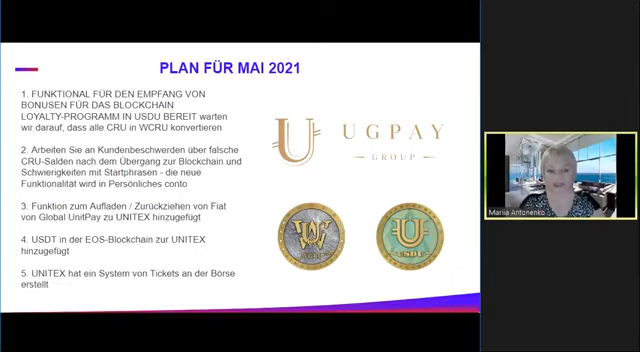 PLAN FÜR MAI 2021
1. FUNKTIONAL FÜR DEN EMPFANG VON
BONUSEN FÜR DAS BLOCKCHAIN
LOYALTY-PROGRAMM IN USDU BEREIT warten
wir darauf, dass alle CRU in WCRU konvertieren
2. Arbeiten Sie an Kundenbeschwerden über falsche
CRU-Salden nach dem Übergang zur Blockchain und
Schwierigkeiten mit Startphrasen - die neue
Funktionalität wird in Persönliches conto
3. Funktion zum Aufladen / Zurückziehen von Fiat
von Global UnitPay zu UNITEX hinzugefügt
4. USDT in der EOS-Blockchain zur UNITEX
hinzugefügt
5. UNITEX hat ein System von Tickets an der Börse
erstellt
UGPAY
GROUP
USDU
Mariia Antonenko